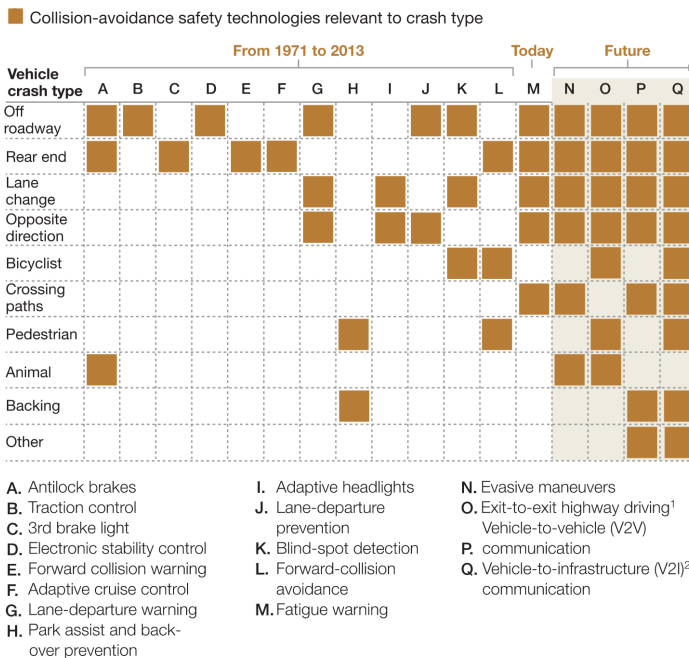 Collision-avoidance safety technologies relevant to crash type
From 1971 to 2013 Today Future
Vehicle
crash type A B C D E F G H I J K L M N O P Q
Off
roadway
Rear end
Lane
change
Opposite
direction
Bicyclist
Crossing
paths
Pedestrian
Animal
Backing
Other
A. Antilock brakes
B. Traction control
C. 3rd brake light
D. Electronic stability control
E. Forward collision warning
F. Adaptive cruise control
G. Lane-departure warning
H. Park assist and back-
over prevention
I. Adaptive headlights
J. Lane-departure
prevention
K. Blind-spot detection
L. Forward-collision
avoidance
M. Fatigue warning
N. Evasive maneuvers
O. Exit-to-exit highway driving¹
Vehicle-to-vehicle (V2V)
P. communication
Q. Vehicle-to-infrastructure (V2I)²
communication